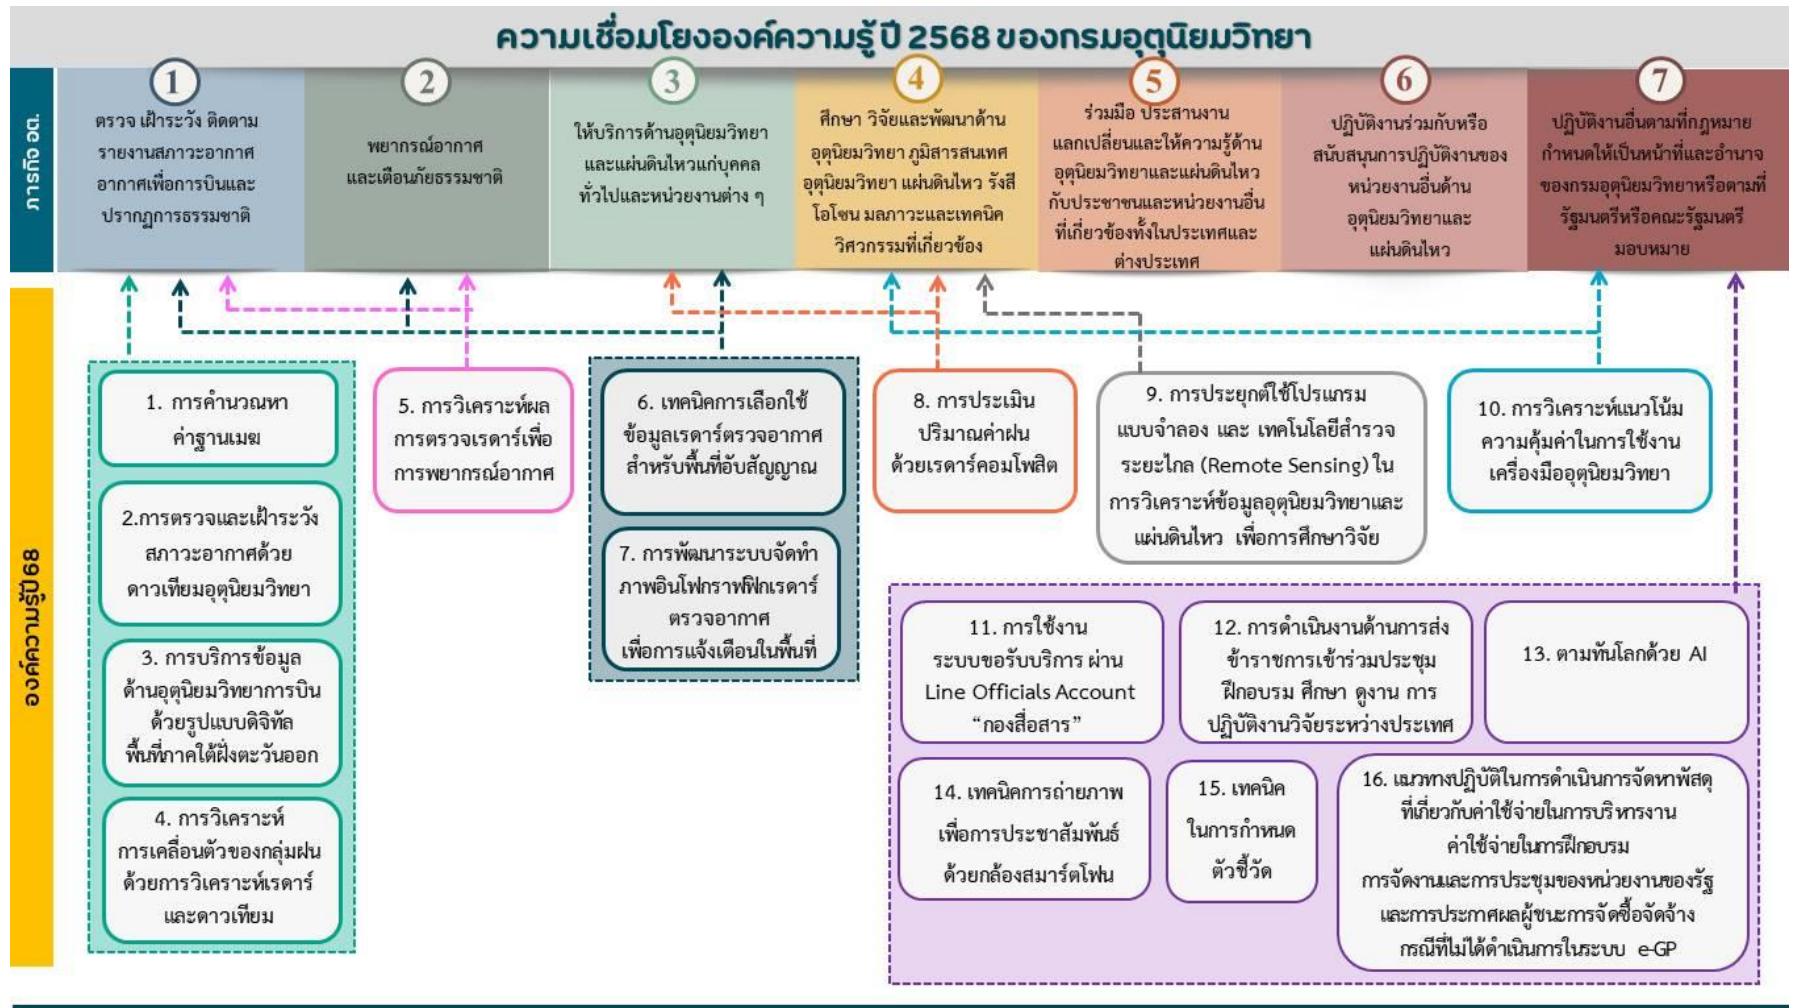 ความเชื่อมโยงองค์ความรู้ ปี 2568 ของกรมอุตุนิยมวิทยา
ภารกิจ อต.
1
ตรวจ เฝ้าระวัง ติดตาม
รายงานสภาวะอากาศ
อากาศเพื่อการบินและ
ปรากฏการธรรมชาติ
2
พยากรณ์อากาศ
และเตือนภัยธรรมชาติ
3
ให้บริการด้านอุตุนิยมวิทยา
และแผ่นดินไหวแก่บุคคล
ทั่วไปและหน่วยงานต่าง ๆ
4
ศึกษา วิจัยและพัฒนาด้าน
อุตุนิยมวิทยา ภูมิสารสนเทศ
อุตุนิยมวิทยา แผ่นดินไหว รังสี
โอโซน มลภาวะและเทคนิค
วิศวกรรมที่เกี่ยวข้อง
5
ร่วมมือ ประสานงาน
แลกเปลี่ยนและให้ความรู้ด้าน
อุตุนิยมวิทยาและแผ่นดินไหว
กับประชาชนและหน่วยงานอื่น
ที่เกี่ยวข้องทั้งในประเทศและ
ต่างประเทศ
6
ปฏิบัติงานร่วมกับหรือ
สนับสนุนการปฏิบัติงานของ
หน่วยงานอื่นด้าน
อุตุนิยมวิทยาและ
แผ่นดินไหว
7
ปฏิบัติงานอื่นตามที่กฎหมาย
กำหนดให้เป็นหน้าที่และอำนาจ
ของกรมอุตุนิยมวิทยาหรือตามที่
รัฐมนตรีหรือคณะรัฐมนตรี
มอบหมาย
องค์ความรู้ปี68
1. การคำนวณหา
ค่าฐานเมฆ
2.การตรวจและเฝ้าระวัง
สภาวะอากาศด้วย
ดาวเทียมอุตุนิยมวิทยา
3. การบริการข้อมูล
ด้านอุตุนิยมวิทยาการบิน
ด้วยรูปแบบดิจิทัล
พื้นที่ภาคใต้ฝั่งตะวันออก
4. การวิเคราะห์
การเคลื่อนตัวของกลุ่มฝน
ด้วยการวิเคราะห์เรดาร์
และดาวเทียม
5. การวิเคราะห์ผล
การตรวจเรดาร์เพื่อ
การพยากรณ์อากาศ
6. เทคนิคการเลือกใช้
ข้อมูลเรดาร์ตรวจอากาศ
สำหรับพื้นที่อับสัญญาณ
7. การพัฒนาระบบจัดทำ
ภาพอินโฟกราฟฟิกเรดาร์
ตรวจอากาศ
เพื่อการแจ้งเตือนในพื้นที่
8. การประเมิน
ปริมาณค่าฝน
ด้วยเรดาร์คอมโพสิต
9. การประยุกต์ใช้โปรแกรม
แบบจำลอง และ เทคโนโลยีสำรวจ
ระยะไกล (Remote Sensing) ใน
การวิเคราะห์ข้อมูลอุตุนิยมวิทยาและ
แผ่นดินไหว เพื่อการศึกษาวิจัย
10. การวิเคราะห์แนวโน้ม
ความคุ้มค่าในการใช้งาน
เครื่องมืออุตุนิยมวิทยา
11. การใช้งาน
ระบบขอรับบริการ ผ่าน
Line Officials Account
“กองสื่อสาร”
12. การดำเนินงานด้านการส่ง
ข้าราชการเข้าร่วมประชุม
ฝึกอบรม ศึกษา ดูงาน การ
ปฏิบัติงานวิจัยระหว่างประเทศ
13. ตามทันโลกด้วย AI
14. เทคนิคการถ่ายภาพ
เพื่อการประชาสัมพันธ์
ด้วยกล้องสมาร์ตโฟน
15. เทคนิค
ในการกำหนด
ตัวชี้วัด
16. แนวทางปฏิบัติในการดำเนินการจัดหาพัสดุ
ที่เกี่ยวกับค่าใช้จ่ายในการบริหารงาน
ค่าใช้จ่ายในการฝึกอบรม
การจัดงานและการประชุมของหน่วยงานของรัฐ
และการประกาศผลผู้ชนะการจัดซื้อจัดจ้าง
กรณีที่ไม่ได้ดำเนินการในระบบ e-GP